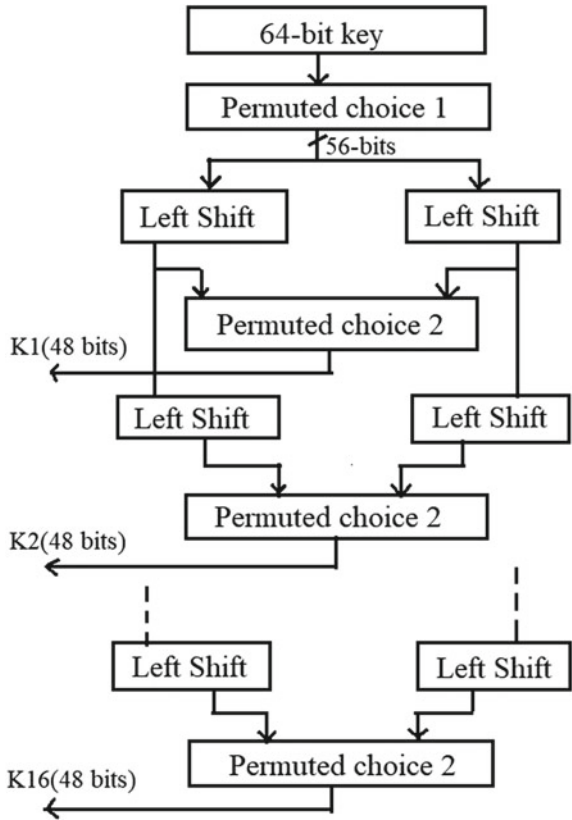 64-bit key
Permuted choice 1
56-bits
Left Shift
Left Shift
Permuted choice 2
K1(48 bits)
Left Shift
Left Shift
Permuted choice 2
K2(48 bits)
Left Shift
Left Shift
Permuted choice 2
K16(48 bits)